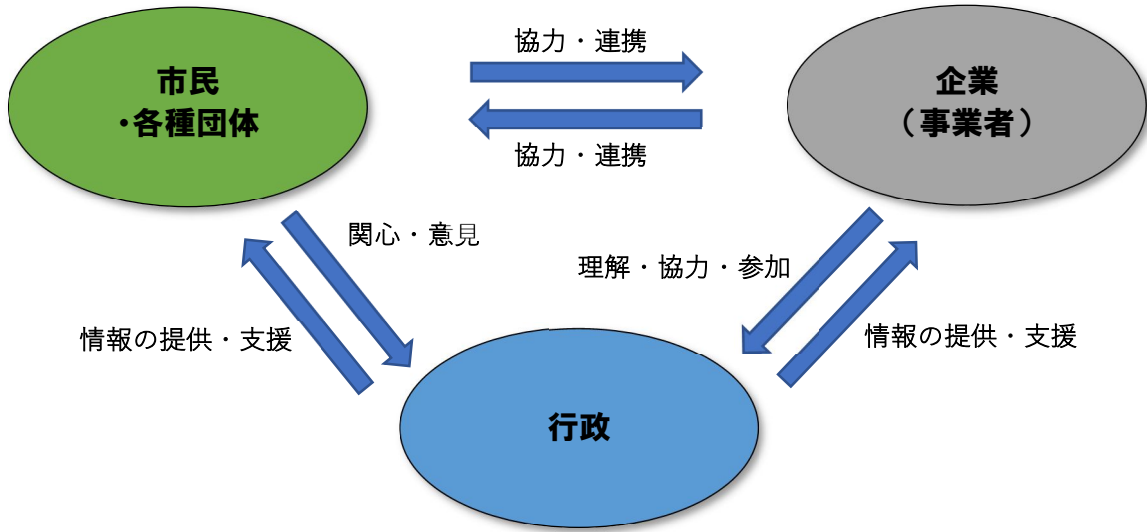 協力・連携
市民
・各種団体
企業
（事業者）
協力・連携
関心・意見
理解・協力・参加
情報の提供・支援
情報の提供・支援
行政